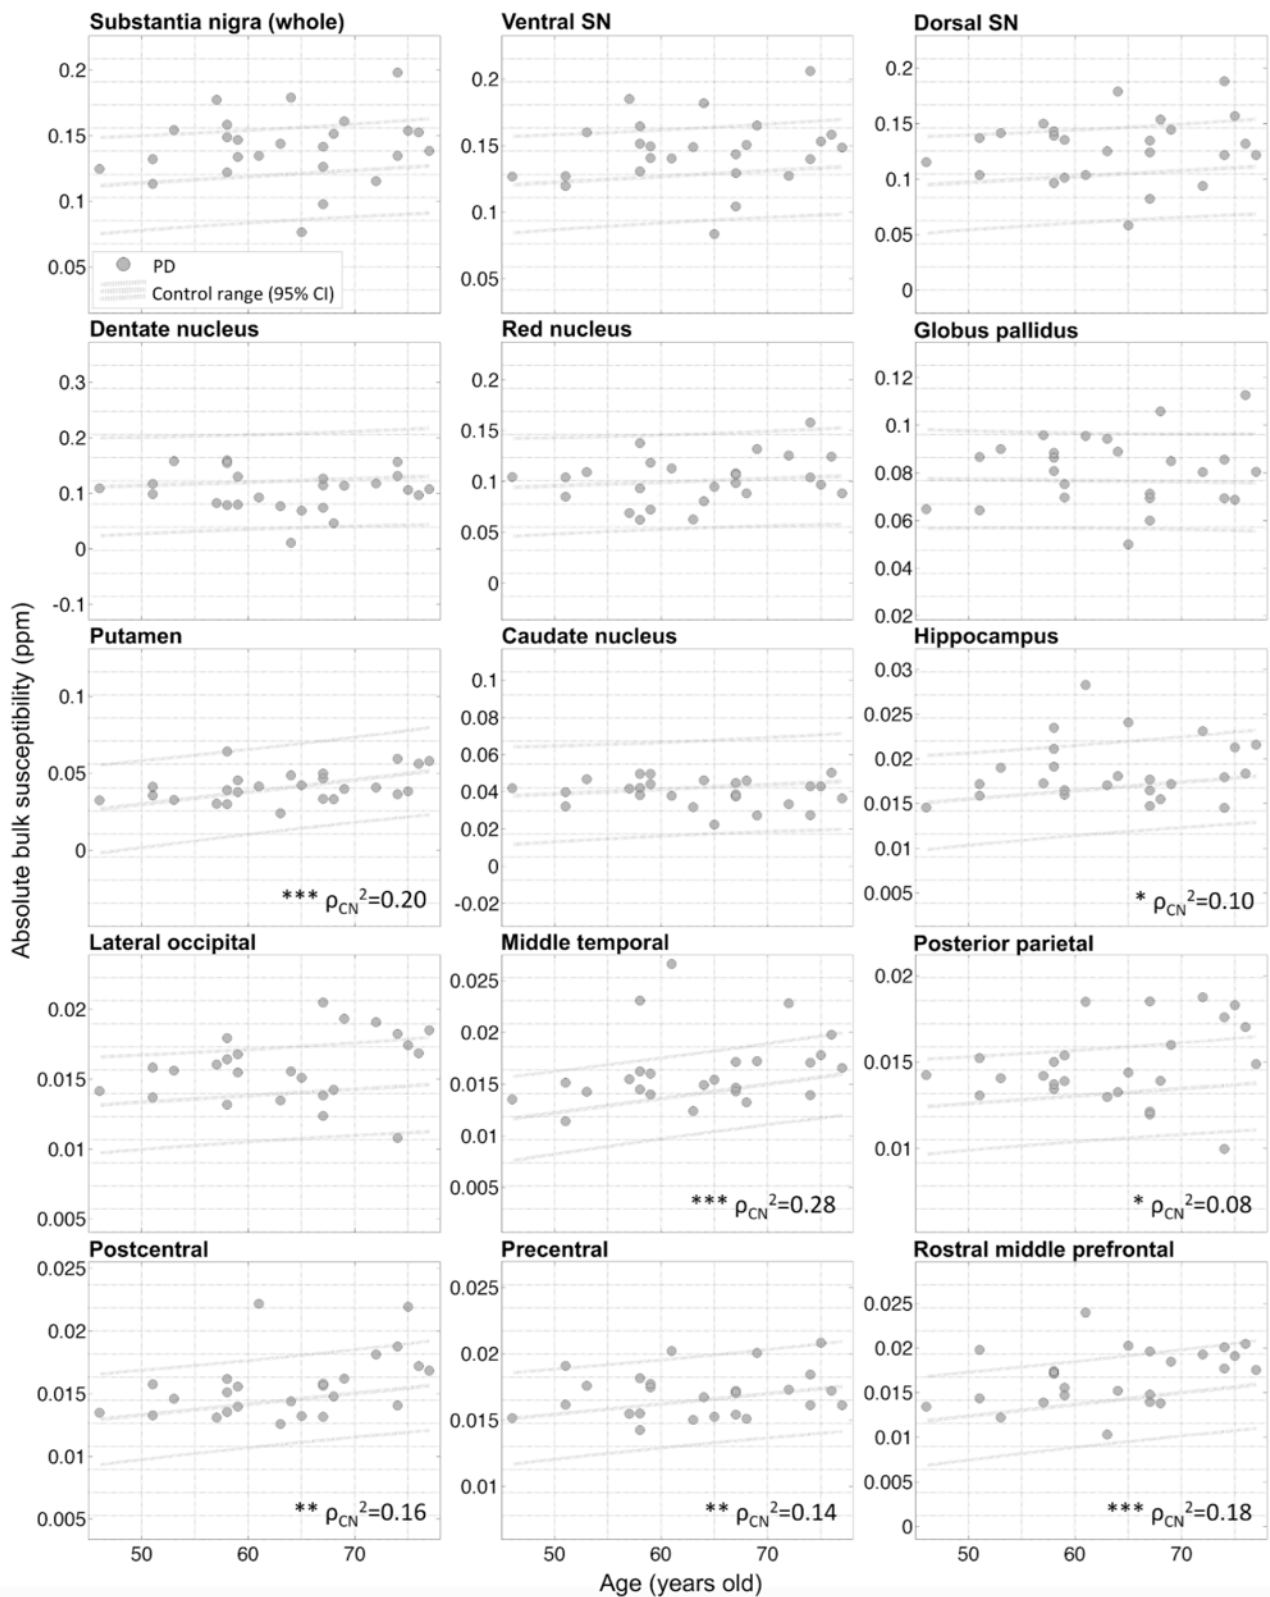 Substantia nigra (whole)
Ventral SN
Dorsal SN
0.2
0.15
0.1
0.05
PD
Control range (95% CI)
0.2
0.15
0.1
0.05
0.2
0.15
0.1
0.05
0
Dentate nucleus
Red nucleus
Globus pallidus
0.3
0.2
0.1
0
-0.1
0.2
0.15
0.1
0.05
0
0.12
0.1
0.08
0.06
0.04
0.02
Absolute bulk susceptibility (ppm)
Putamen
Caudate nucleus
Hippocampus
0.1
0.05
0
*** ρCN²=0.20
0.1
0.08
0.06
0.04
0.02
0
-0.02
0.03
0.025
0.02
0.015
0.01
0.005
* ρCN²=0.10
Lateral occipital
Middle temporal
Posterior parietal
0.02
0.015
0.01
0.005
0.025
0.02
0.015
0.01
0.005
*** ρCN²=0.28
0.02
0.015
0.01
* ρCN²=0.08
Postcentral
Precentral
Rostral middle prefrontal
0.025
0.02
0.015
0.01
0.005
** ρCN²=0.16
0.025
0.02
0.015
0.01
** ρCN²=0.14
0.025
0.02
0.015
0.01
0.005
0
*** ρCN²=0.18
50 60 70
50 60 70
50 60 70
Age (years old)